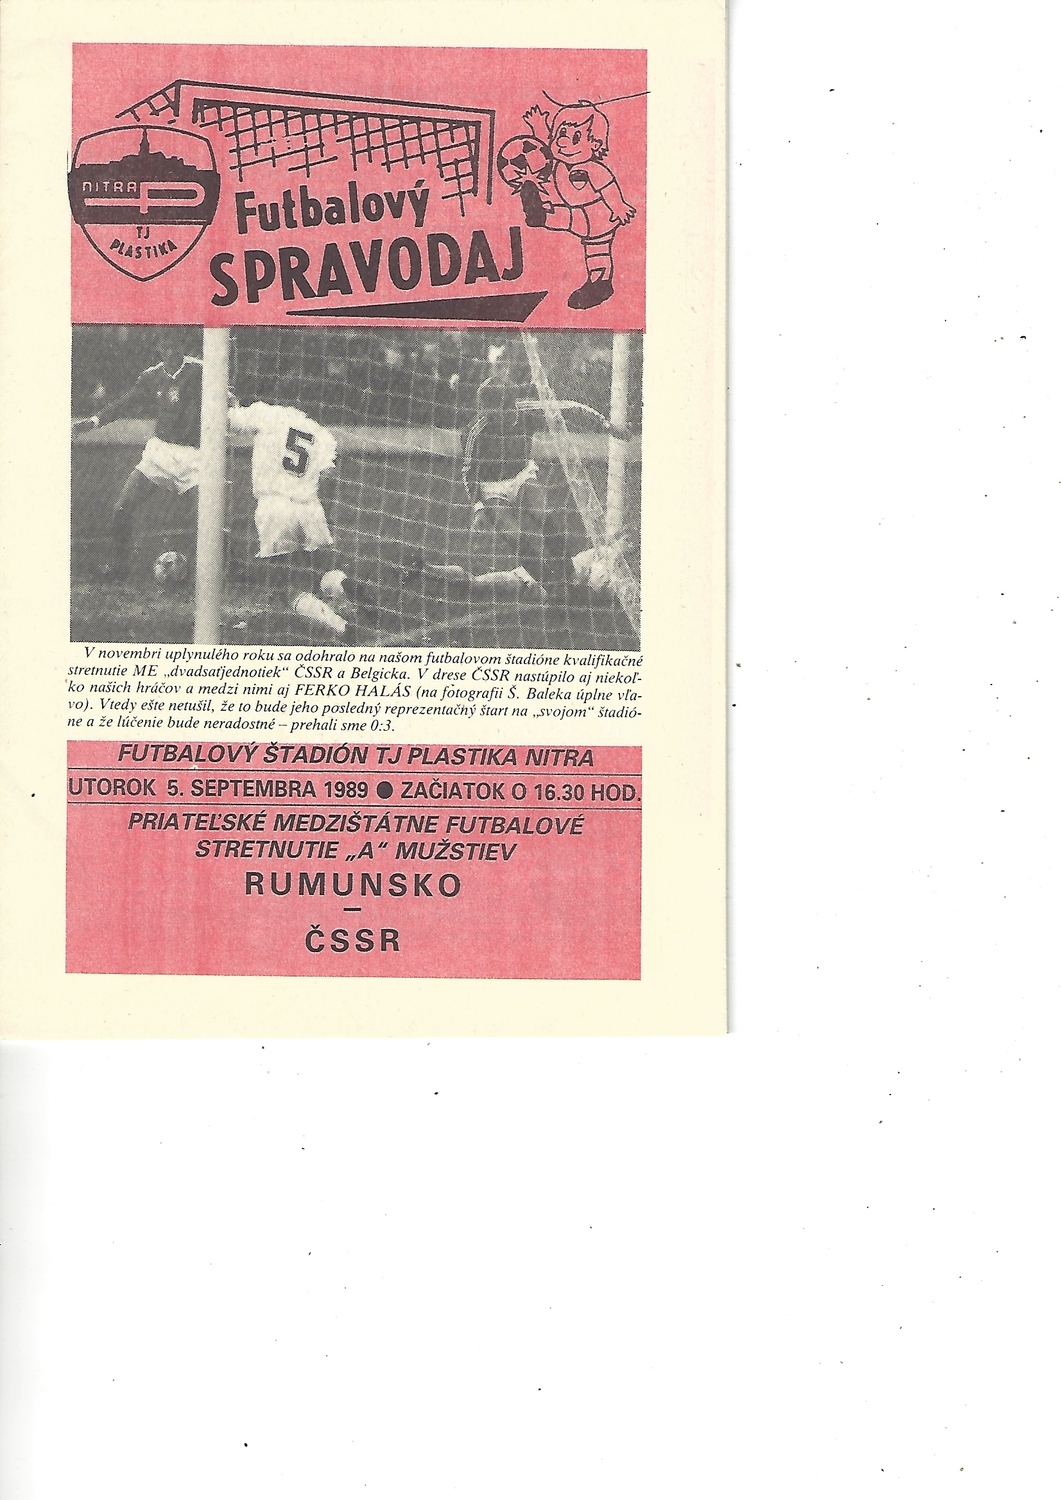 NITRA
TJ
PLASTIKA
Futbalový
SPRAVODAJ
5
V novembri uplynulého roku sa odohralo na našom futbalovom štadióne kvalifikačné
stretnutie ME „dvadsaťjednotiek“ ČSSR a Belgicka. V drese ČSSR nastúpilo aj niekoľ-
ko našich hráčov a medzi nimi aj FERKO HALÁS (na fotografii Š. Baleka úplne vľa-
vo). Vtedy ešte netušil, že to bude jeho posledný reprezentačný štart na „svojom“ štadió-
ne a že lúčenie bude neradostné – prehali sme 0:3.
FUTBALOVÝ ŠTADIÓN TJ PLASTIKA NITRA
UTOROK 5. SEPTEMBRA 1989 ● ZAČIATOK O 16.30 HOD.
PRIATEĽSKÉ MEDZIŠTÁTNE FUTBALOVÉ
STRETNUTIE „A“ MUŽSTIEV
RUMUNSKO
–
ČSSR